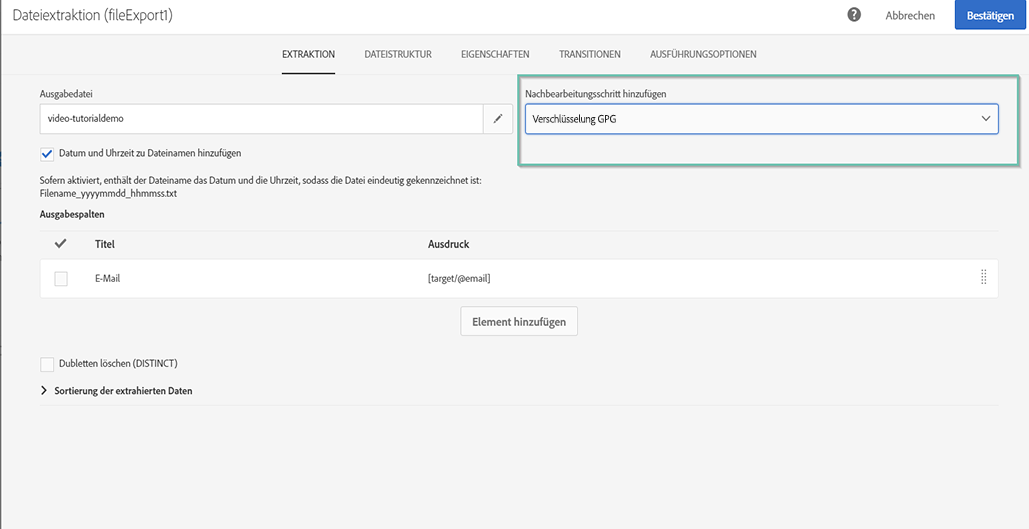 Dateiextraktion (fileExport1)
? Abbrechen Bestätigen
EXTRAKTION DATEISTRUKTUR EIGENSCHAFTEN TRANSITIONEN AUSFÜHRUNGSOPTIONEN
Ausgabedatei
video-tutorialdemo
Nachbearbeitungsschritt hinzufügen
Verschlüsselung GPG
Datum und Uhrzeit zu Dateinamen hinzufügen
Sofern aktiviert, enthält der Dateiname das Datum und die Uhrzeit, sodass die Datei eindeutig gekennzeichnet ist:
Filename_yyyymmdd_hhmmss.txt
Ausgabespalten
Titel Ausdruck
E-Mail [target/@email]
Element hinzufügen
Dubletten löschen (DISTINCT)
Sortierung der extrahierten Daten